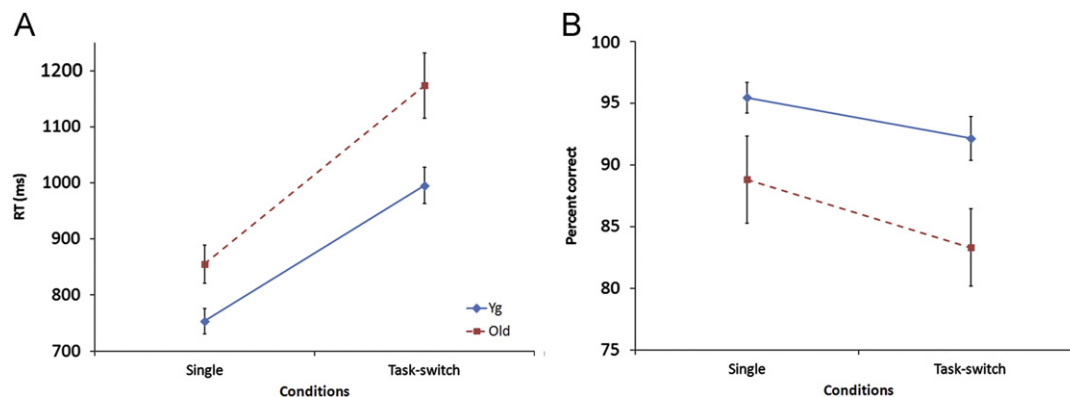 A
1200
1100
1000
900
800
700
RT (ms)
Single Task-switch
Conditions
Yg
Old
B
100
95
90
85
80
75
Percent correct
Single Task-switch
Conditions